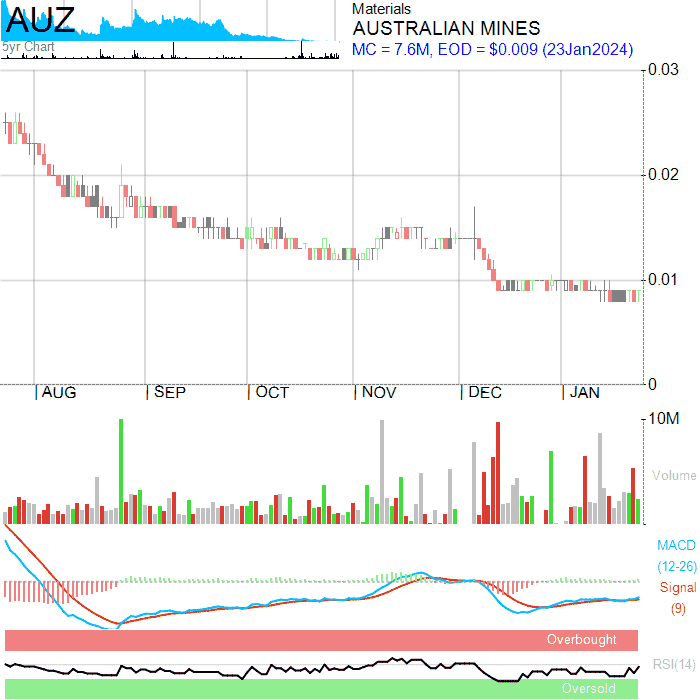 AUZ
5yr Chart
Materials
AUSTRALIAN MINES
MC = 7.6M, EOD = $0.009 (23Jan2024)
0.03
0.02
0.01
0
AUG SEP OCT NOV DEC JAN
10M
Volume
MACD
(12-26)
Signal
(9)
Overbought
RSI(14)
Oversold